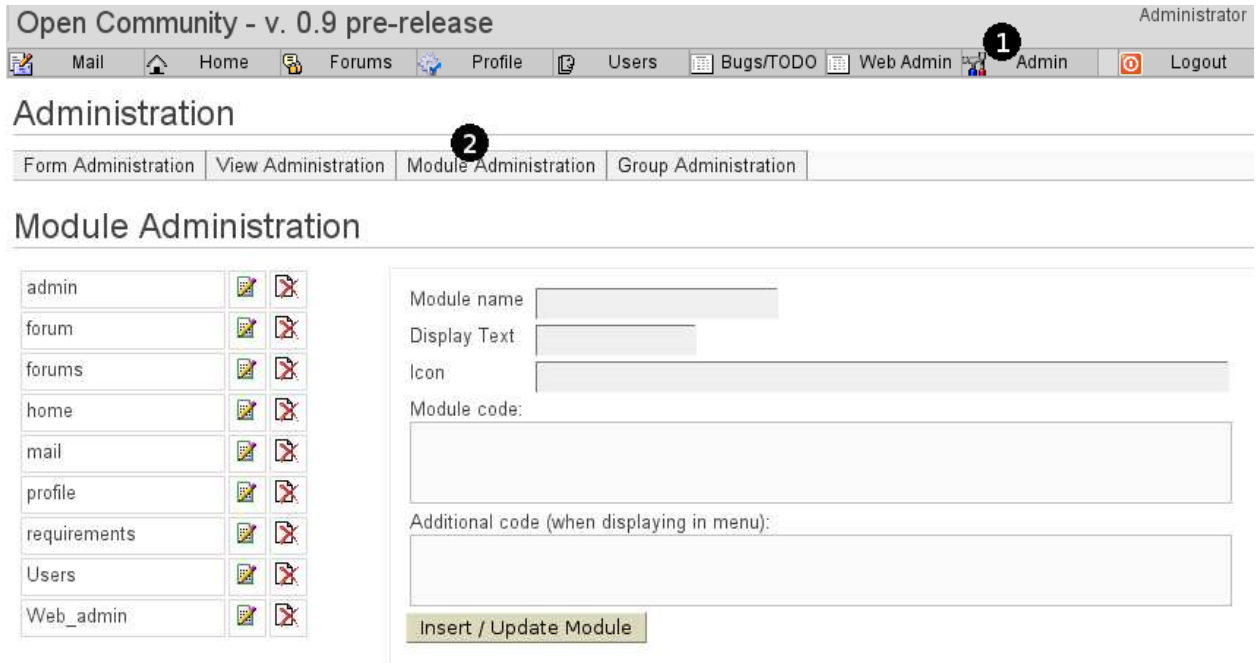 Open Community - v. 0.9 pre-release
Administrator
1
Mail Home Forums Profile Users Bugs/TODO Web Admin Admin Logout
Administration
2
Form Administration View Administration Module Administration Group Administration
Module Administration
admin
forum
forums
home
mail
profile
requirements
Users
Web_admin
Module name
Display Text
Icon
Module code:
Additional code (when displaying in menu):
Insert / Update Module